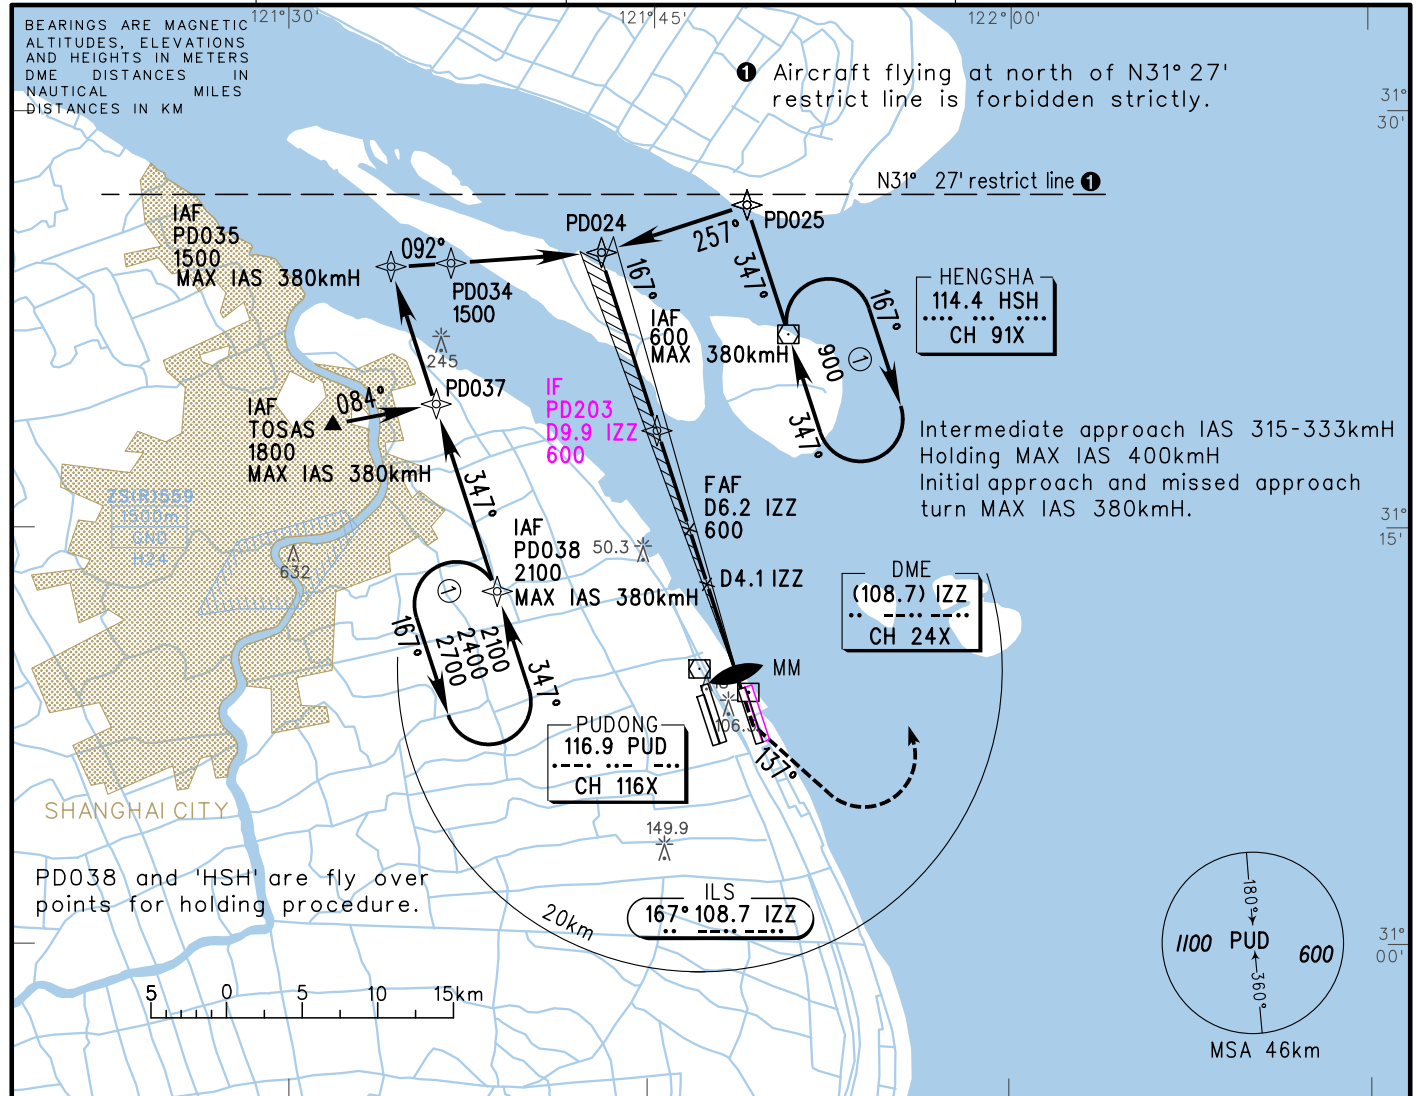 121°30'
121°45'
122°00'
BEARINGS ARE MAGNETIC
ALTITUDES, ELEVATIONS
AND HEIGHTS IN METERS
DME DISTANCES IN
NAUTICAL MILES
DISTANCES IN KM
❶ Aircraft flying at north of N31° 27'
restrict line is forbidden strictly.
31°
30'
N31° 27' restrict line ❶
IAF
PD035
1500
MAX IAS 380kmH
092°
PD034
1500
PD024
257°
PD025
167°
347°
IAF
600
MAX 380kmH
167°
900
①
347°
HENGSHA
114.4 HSH
CH 91X
245
PD037
084°
IAF
TOSAS
1800
MAX IAS 380kmH
IF
PD203
D9.9 IZZ
600
Intermediate approach IAS 315-333kmH
Holding MAX IAS 400kmH
Initial approach and missed approach
turn MAX IAS 380kmH.
347°
FAF
D6.2 IZZ
600
ZS(R)559
1500m
GND
H24
632
IAF
PD038
2100
MAX IAS 380kmH
50.3
D4.1 IZZ
31°
15'
DME
(108.7) IZZ
CH 24X
①
167°
2100
2400
2700
347°
MM
PUDONG
116.9 PUD
CH 116X
137°
SHANGHAI CITY
149.9
PD038 and 'HSH' are fly over
points for holding procedure.
20km
ILS
167° 108.7 IZZ
180°
1100 PUD 600
360°
MSA 46km
31°
00'
5 0 5 10 15km